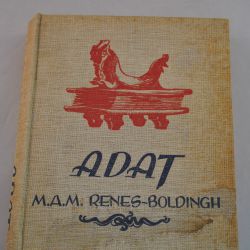 ADAT
M.A.M. RENES-BOLDINGH